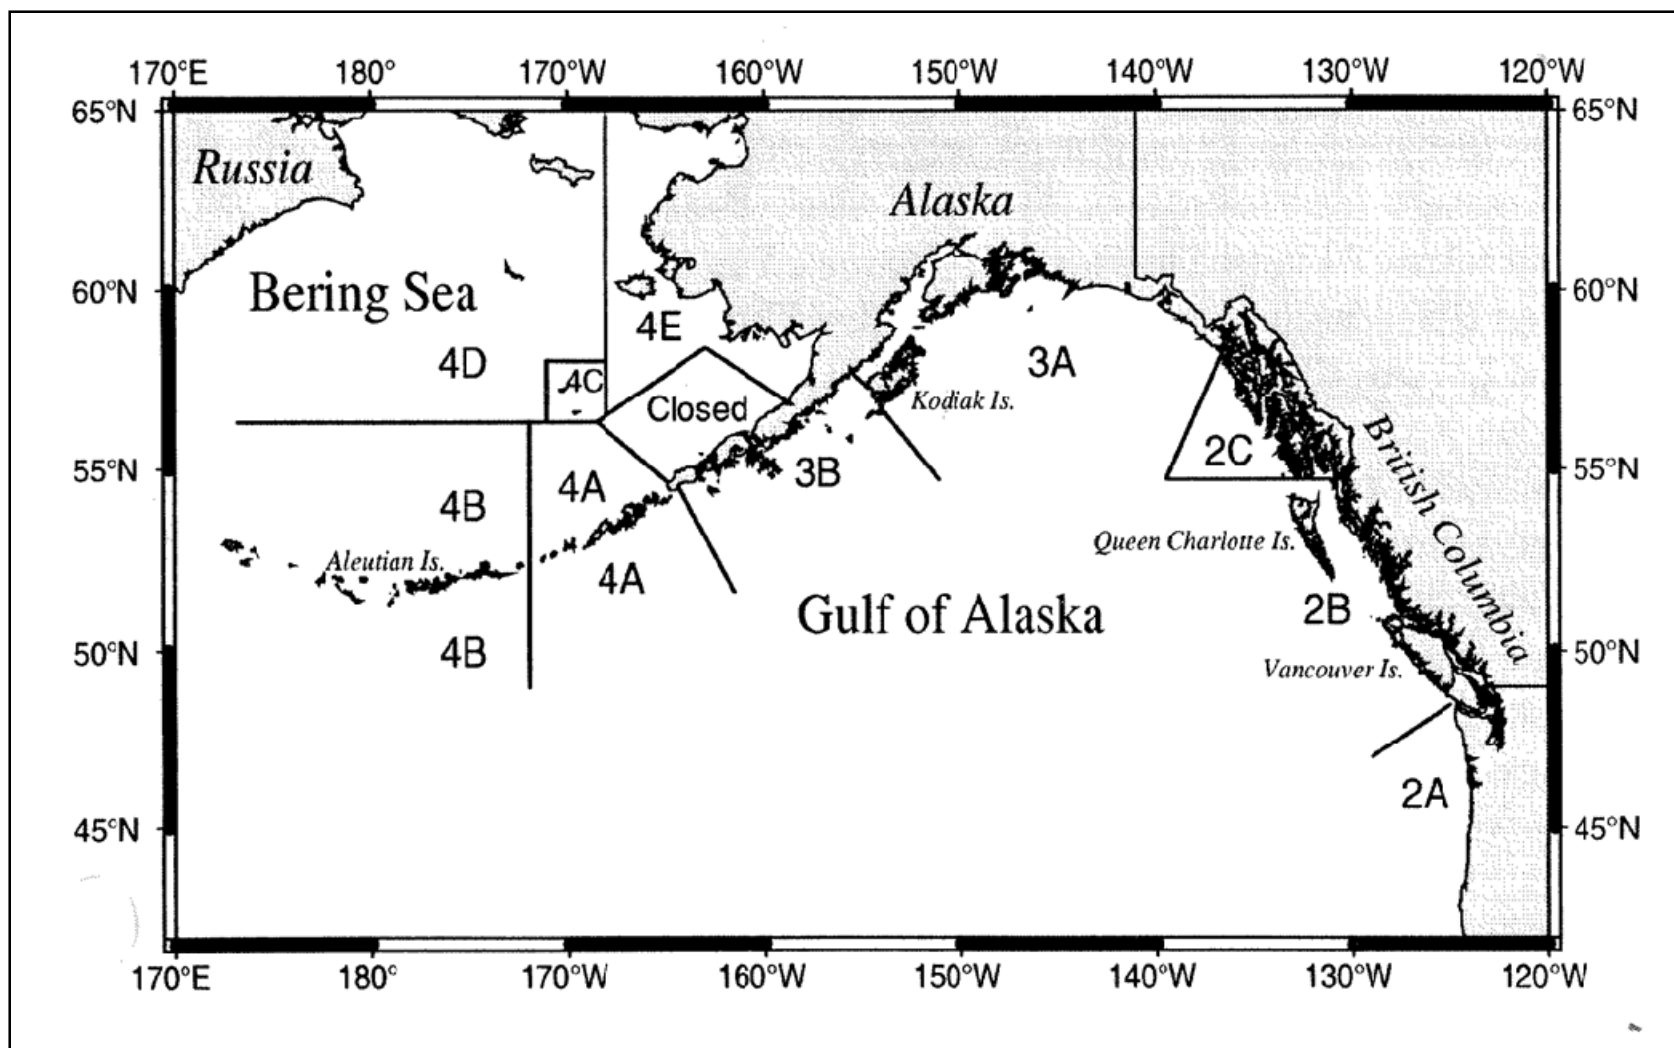 170°E 180° 170°W 160°W 150°W 140°W 130°W 120°W
65°N 65°N
Russia
Alaska
Bering Sea
60°N 60°N
4E
4D 4C 3A
Closed Kodiak Is.
British Columbia
2C
55°N 3B 55°N
4A
4B
Queen Charlotte Is.
Aleutian Is.
4A
Gulf of Alaska 2B
50°N 4B 50°N
Vancouver Is.
2A
45°N 45°N
170°E 180° 170°W 160°W 150°W 140°W 130°W 120°W